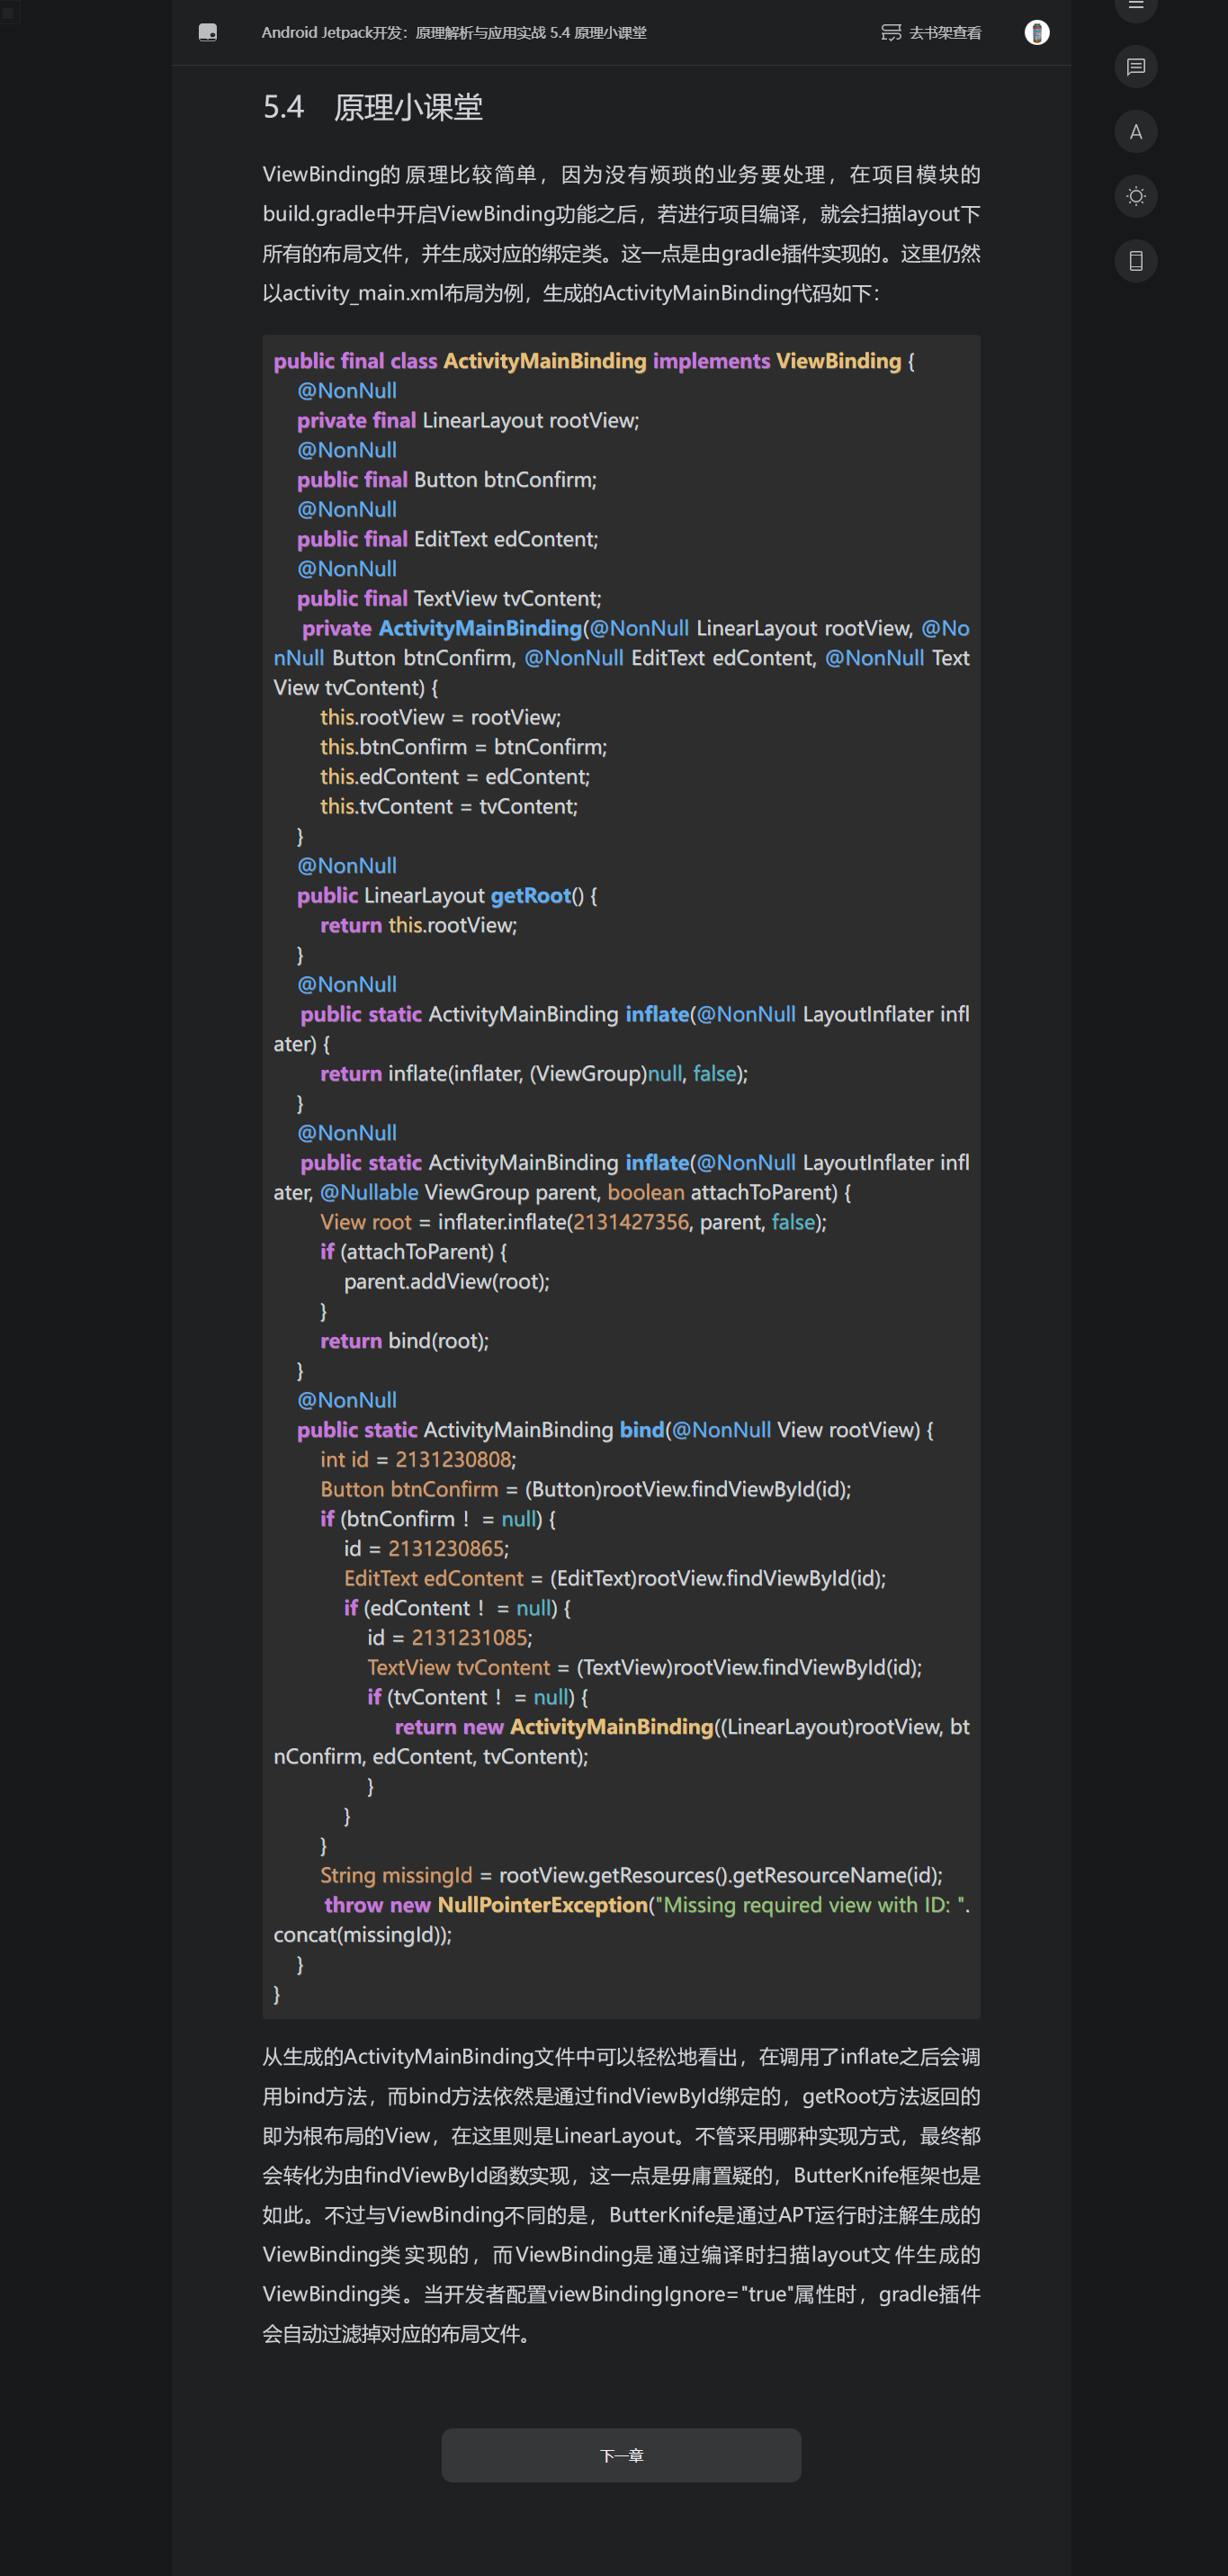 Android Jetpack开发：原理解析与应用实战 5.4 原理小课堂
去书架查看
5.4 原理小课堂
ViewBinding的原理比较简单，因为没有烦琐的业务要处理，在项目模块的
build.gradle中开启ViewBinding功能之后，若进行项目编译，就会扫描layout下
所有的布局文件，并生成对应的绑定类。这一点是由gradle插件实现的。这里仍然
以activity_main.xml布局为例，生成的ActivityMainBinding代码如下：
public final class ActivityMainBinding implements ViewBinding {
@NonNull
private final LinearLayout rootView;
@NonNull
public final Button btnConfirm;
@NonNull
public final EditText edContent;
@NonNull
public final TextView tvContent;
private ActivityMainBinding(@NonNull LinearLayout rootView, @No
nNull Button btnConfirm, @NonNull EditText edContent, @NonNull Text
View tvContent) {
this.rootView = rootView;
this.btnConfirm = btnConfirm;
this.edContent = edContent;
this.tvContent = tvContent;
}
@NonNull
public LinearLayout getRoot() {
return this.rootView;
}
@NonNull
public static ActivityMainBinding inflate(@NonNull LayoutInflater infl
ater) {
return inflate(inflater, (ViewGroup)null, false);
}
@NonNull
public static ActivityMainBinding inflate(@NonNull LayoutInflater infl
ater, @Nullable ViewGroup parent, boolean attachToParent) {
View root = inflater.inflate(2131427356, parent, false);
if (attachToParent) {
parent.addView(root);
}
return bind(root);
}
@NonNull
public static ActivityMainBinding bind(@NonNull View rootView) {
int id = 2131230808;
Button btnConfirm = (Button)rootView.findViewById(id);
if (btnConfirm ！= null) {
id = 2131230865;
EditText edContent = (EditText)rootView.findViewById(id);
if (edContent ！= null) {
id = 2131231085;
TextView tvContent = (TextView)rootView.findViewById(id);
if (tvContent ！= null) {
return new ActivityMainBinding((LinearLayout)rootView, bt
nConfirm, edContent, tvContent);
}
}
}
String missingId = rootView.getResources().getResourceName(id);
throw new NullPointerException("Missing required view with ID: ".
concat(missingId));
}
}
从生成的ActivityMainBinding文件中可以轻松地看出，在调用了inflate之后会调
用bind方法，而bind方法依然是通过findViewById绑定的，getRoot方法返回的
即为根布局的View，在这里则是LinearLayout。不管采用哪种实现方式，最终都
会转化为由findViewById函数实现，这一点是毋庸置疑的，ButterKnife框架也是
如此。不过与ViewBinding不同的是，ButterKnife是通过APT运行时注解生成的
ViewBinding类实现的，而ViewBinding是通过编译时扫描layout文件生成的
ViewBinding类。当开发者配置viewBindingIgnore="true"属性时，gradle插件
会自动过滤掉对应的布局文件。
下一章